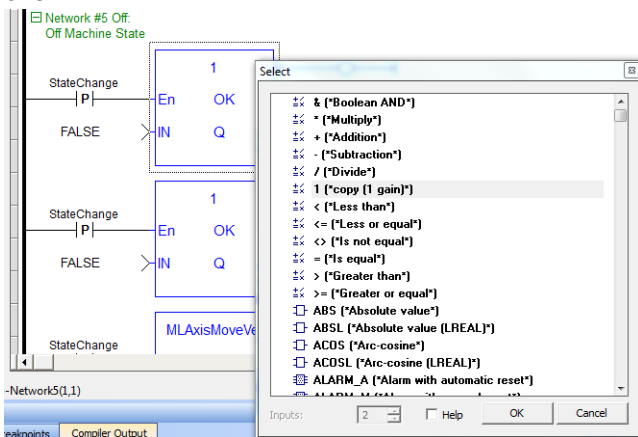 Network #5 Off:
Off Machine State
1
StateChange
P
En OK
FALSE
IN Q
1
StateChange
P
En OK
FALSE
IN Q
StateChange
Select
& (*Boolean AND*)
* (*Multiply*)
+ (*Addition*)
- (*Subtraction*)
/ (*Divide*)
1 (*copy (1 gain)*)
< (*Less than*)
<= (*Less or equal*)
<> (*Is not equal*)
= (*Is equal*)
> (*Greater than*)
>= (*Greater or equal*)
ABS (*Absolute value*)
ABSL (*Absolute value (LREAL)*)
ACOS (*Arc-cosine*)
ACOSL (*Arc-cosine (LREAL)*)
ALARM_A (*Alarm with automatic reset*)
Inputs: 2 Help OK Cancel
-Network5(1,1)
Compiler Output